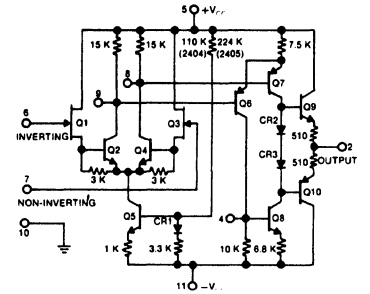 5 +Vcc
15 K 15 K 110 K 224 K 7.5 K
(2404) (2405)
8
9
Q7
Q6
6
INVERTING
Q1
Q3
CR2
Q9
510
2
OUTPUT
Q2
Q4
CR3
510
3 K
3 K
7
NON-INVERTING
Q10
Q5
CR1
4
Q8
10
1 K
3.3 K
10 K
6.8 K
11 -V